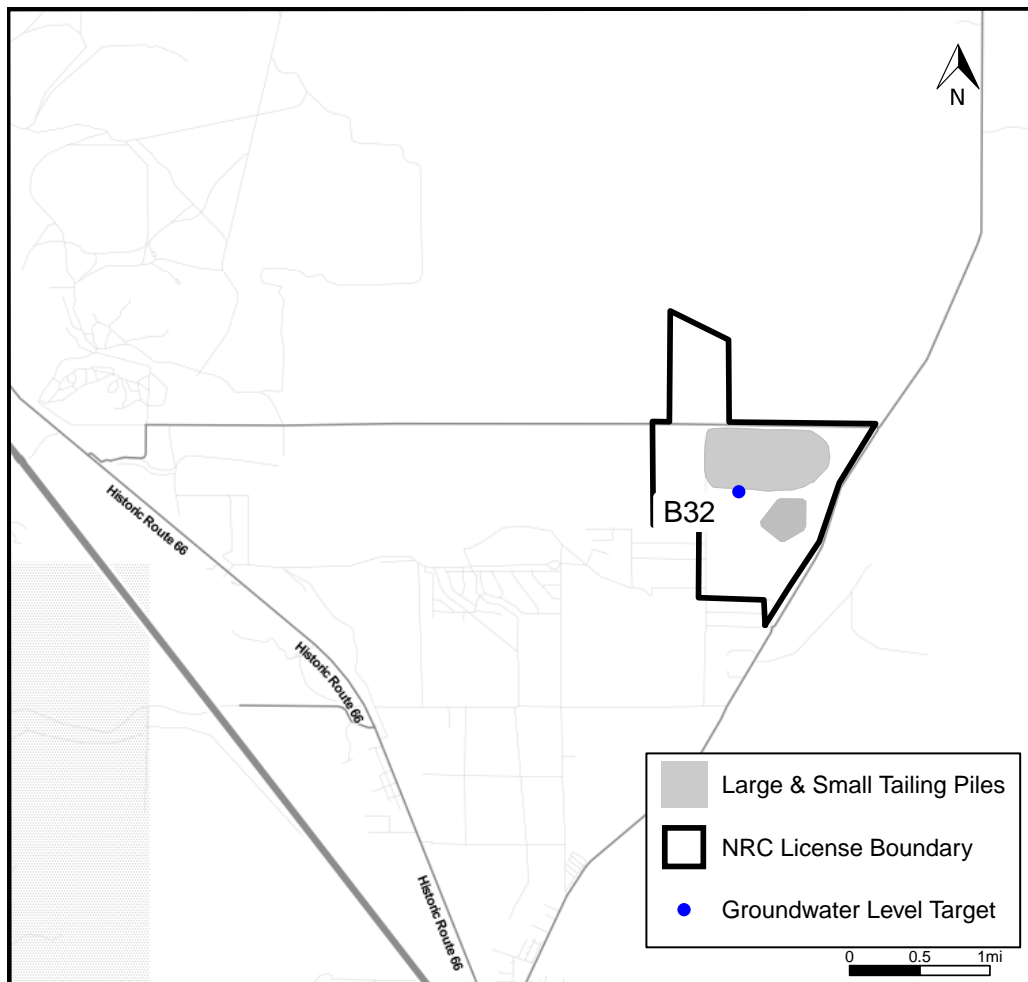 N
B32
Historic Route 66
Historic Route 66
Historic Route 66
Large & Small Tailing Piles
NRC License Boundary
Groundwater Level Target
0 0.5 1mi